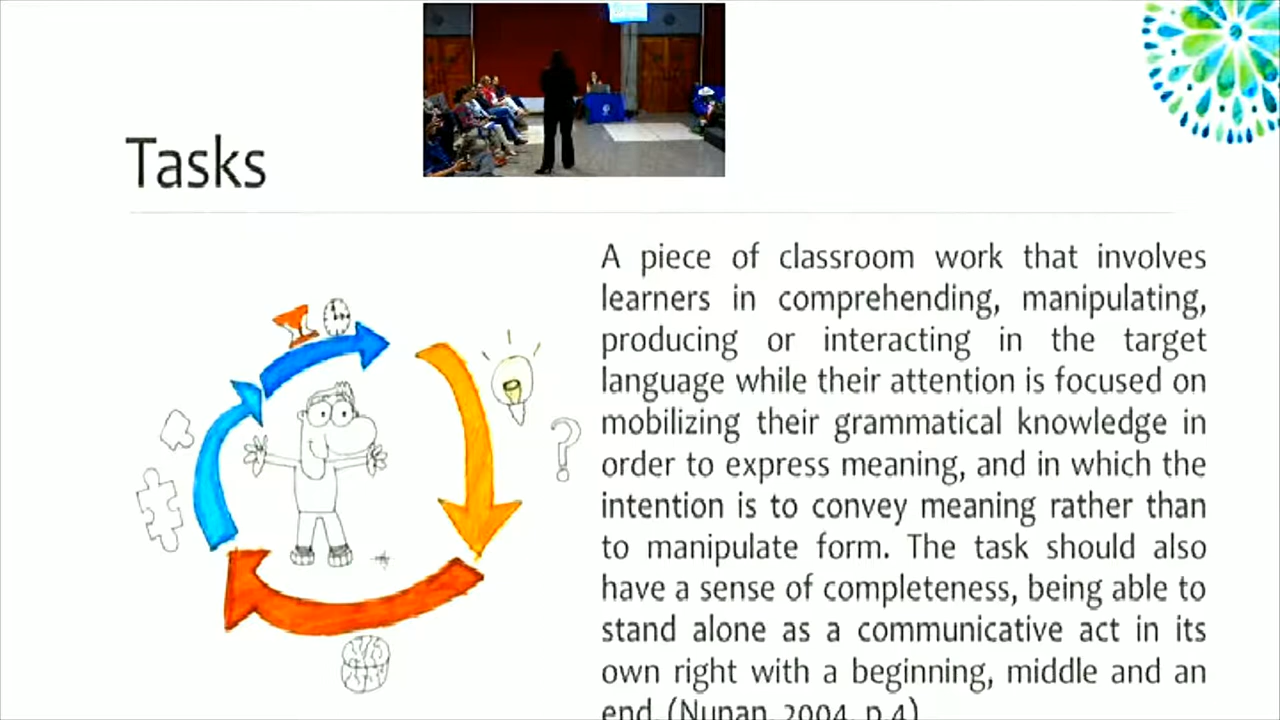 Tasks
A piece of classroom work that involves
learners in comprehending, manipulating,
producing or interacting in the target
language while their attention is focused on
mobilizing their grammatical knowledge in
order to express meaning, and in which the
intention is to convey meaning rather than
to manipulate form. The task should also
have a sense of completeness, being able to
stand alone as a communicative act in its
own right with a beginning, middle and an
end. (Nunan, 2004, p.4)
?